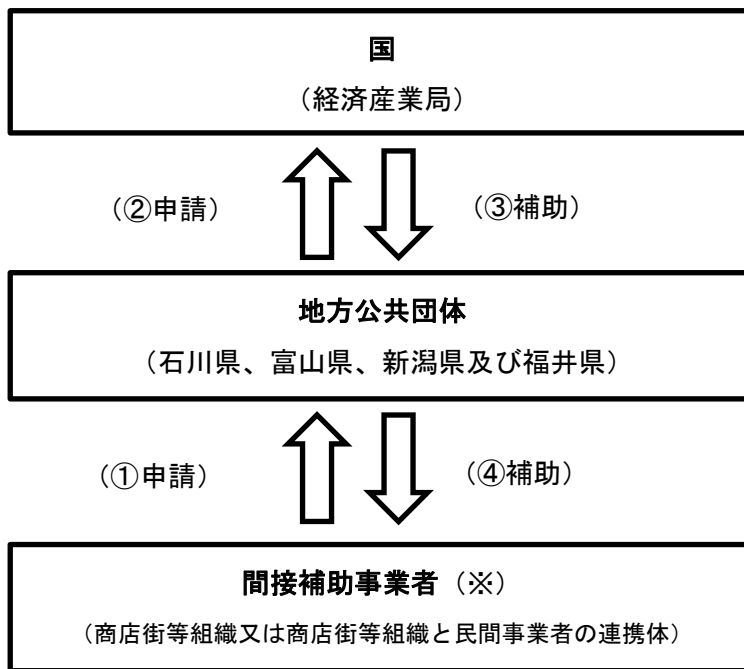 国
（経済産業局）
（②申請）
（③補助）
地方公共団体
（石川県、富山県、新潟県及び福井県）
（①申請）
（④補助）
間接補助事業者（※）
（商店街等組織又は商店街等組織と民間事業者の連携体）